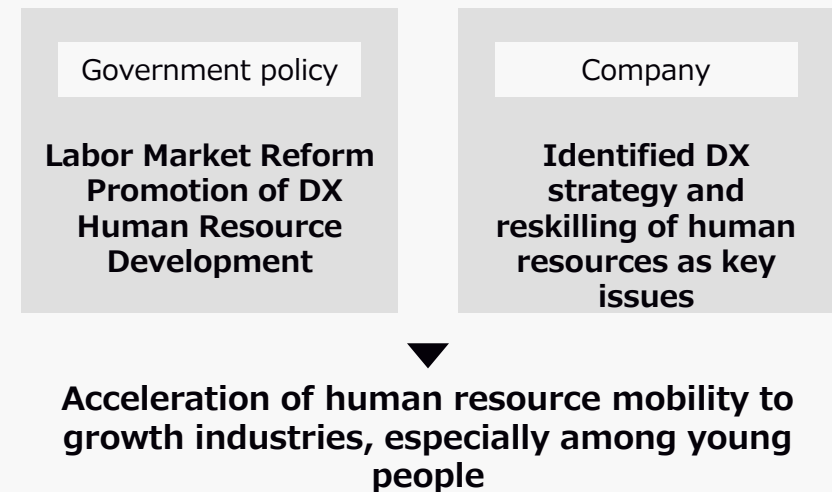 Government policy
Labor Market Reform
Promotion of DX
Human Resource
Development
Company
Identified DX
strategy and
reskilling of human
resources as key
issues
Acceleration of human resource mobility to
growth industries, especially among young
people